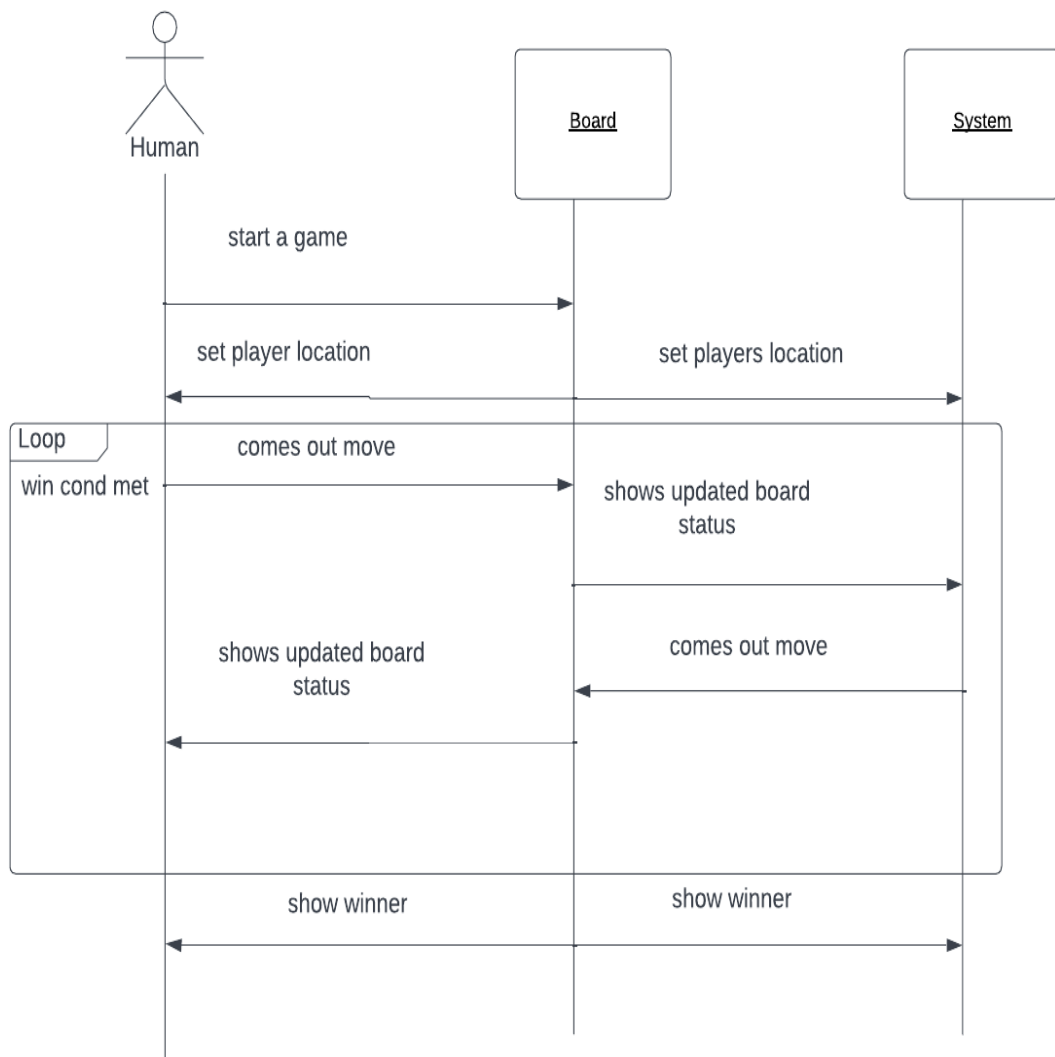 Board
System
Human
start a game
set player location
set players location
Loop
comes out move
win cond met
shows updated board
status
comes out move
shows updated board
status
show winner
show winner